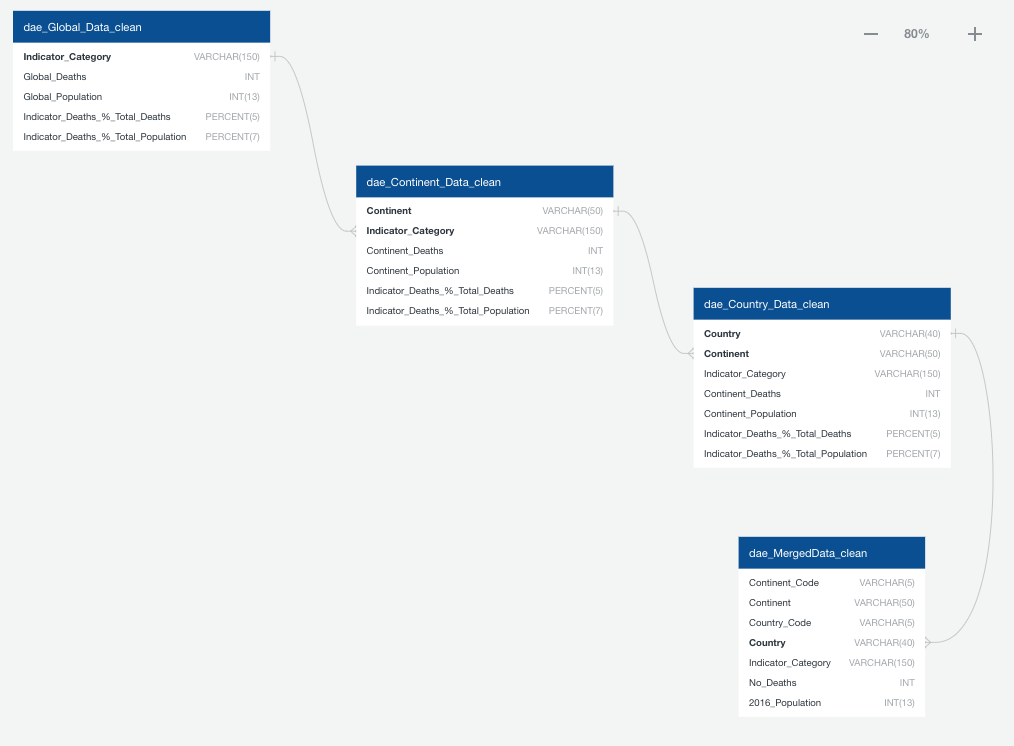 dae_Global_Data_clean
Indicator_Category VARCHAR(150)
Global_Deaths INT
Global_Population INT(13)
Indicator_Deaths_%_Total_Deaths PERCENT(5)
Indicator_Deaths_%_Total_Population PERCENT(7)
80%
dae_Continent_Data_clean
Continent VARCHAR(50)
Indicator_Category VARCHAR(150)
Continent_Deaths INT
Continent_Population INT(13)
Indicator_Deaths_%_Total_Deaths PERCENT(5)
Indicator_Deaths_%_Total_Population PERCENT(7)
dae_Country_Data_clean
Country VARCHAR(40)
Continent VARCHAR(50)
Indicator_Category VARCHAR(150)
Continent_Deaths INT
Continent_Population INT(13)
Indicator_Deaths_%_Total_Deaths PERCENT(5)
Indicator_Deaths_%_Total_Population PERCENT(7)
dae_MergedData_clean
Continent_Code VARCHAR(5)
Continent VARCHAR(50)
Country_Code VARCHAR(5)
Country VARCHAR(40)
Indicator_Category VARCHAR(150)
No_Deaths INT
2016_Population INT(13)